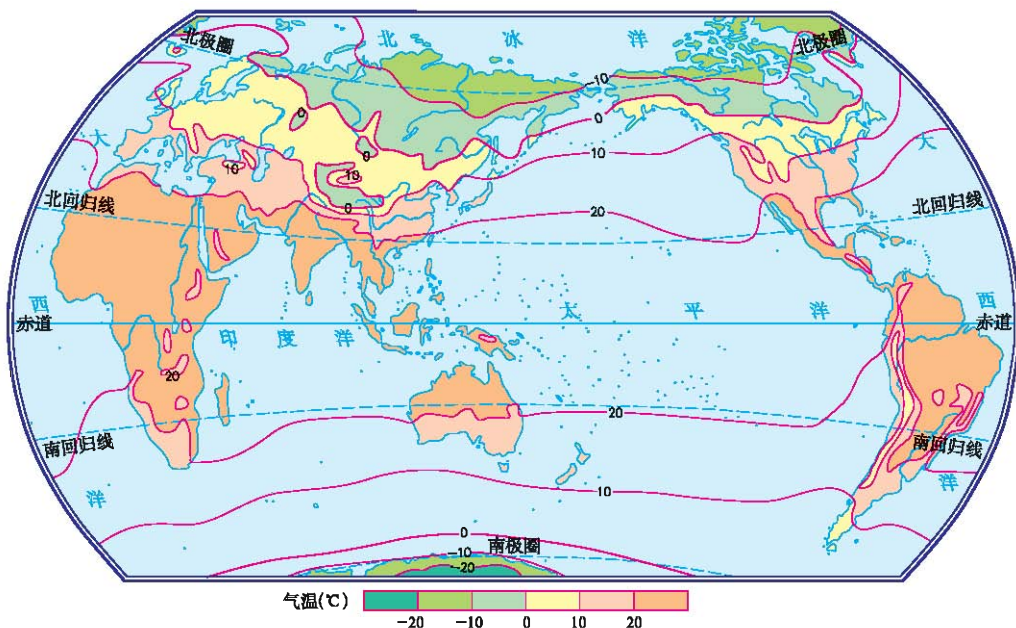 北极圈
北 冰 洋
北极圈
-10
0
大
0
0
10
大
10
10
0
北回归线
20
北回归线
西
太 平 洋
西
赤道
印 度 洋
赤道
20
20
南回归线
南回归线
洋
10
洋
0
南极圈
-10
-20
气温(℃)
-20 -10 0 10 20